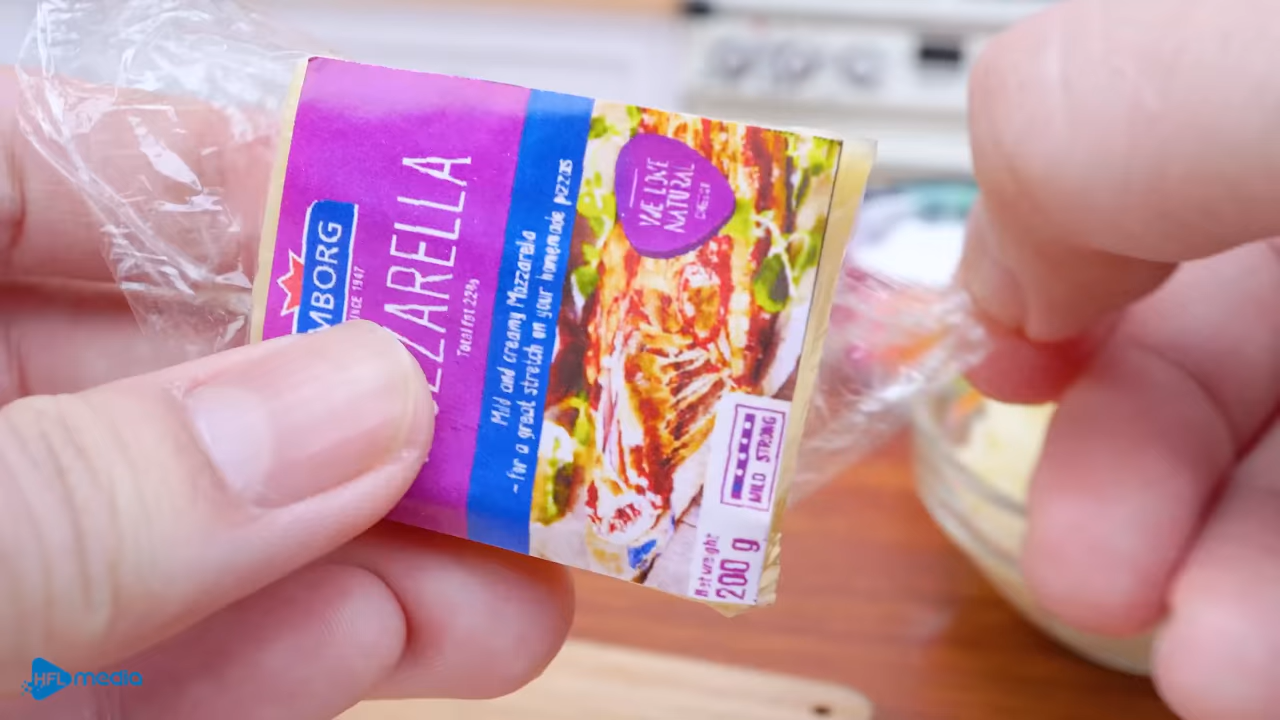 MBORG
NCE 1947
ZZARELLA
Total fat 22%
Mild and creamy Mozzarella
- for a great stretch on your homemade pizzas
WE LOVE
NATURAL
CHEESE
MILD STRONG
Net weight
200 g
HFL media